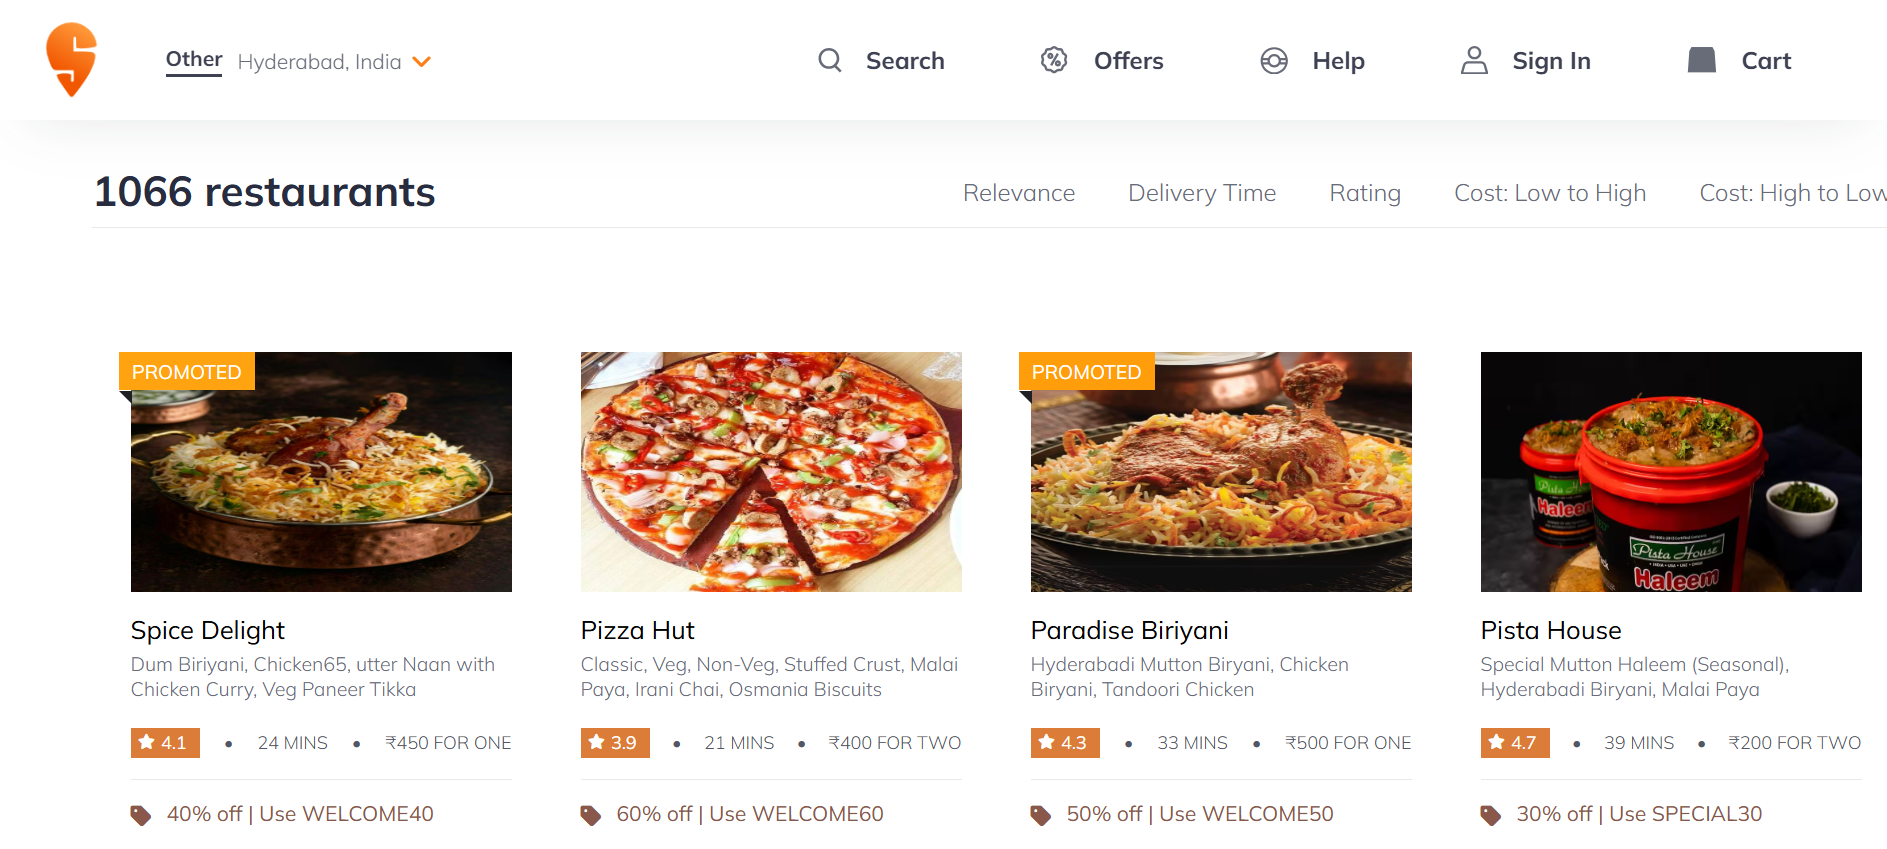 Other Hyderabad, India Search Offers Help Sign In Cart
1066 restaurants Relevance Delivery Time Rating Cost: Low to High Cost: High to Low
PROMOTED
PROMOTED
Pista House
Haleem
Spice Delight
Dum Biriyani, Chicken65, utter Naan with
Chicken Curry, Veg Paneer Tikka
★ 4.1 • 24 MINS • ₹450 FOR ONE
40% off | Use WELCOME40
Pizza Hut
Classic, Veg, Non-Veg, Stuffed Crust, Malai
Paya, Irani Chai, Osmania Biscuits
★ 3.9 • 21 MINS • ₹400 FOR TWO
60% off | Use WELCOME60
Paradise Biriyani
Hyderabadi Mutton Biryani, Chicken
Biryani, Tandoori Chicken
★ 4.3 • 33 MINS • ₹500 FOR ONE
50% off | Use WELCOME50
Pista House
Special Mutton Haleem (Seasonal),
Hyderabadi Biryani, Malai Paya
★ 4.7 • 39 MINS • ₹200 FOR TWO
30% off | Use SPECIAL30